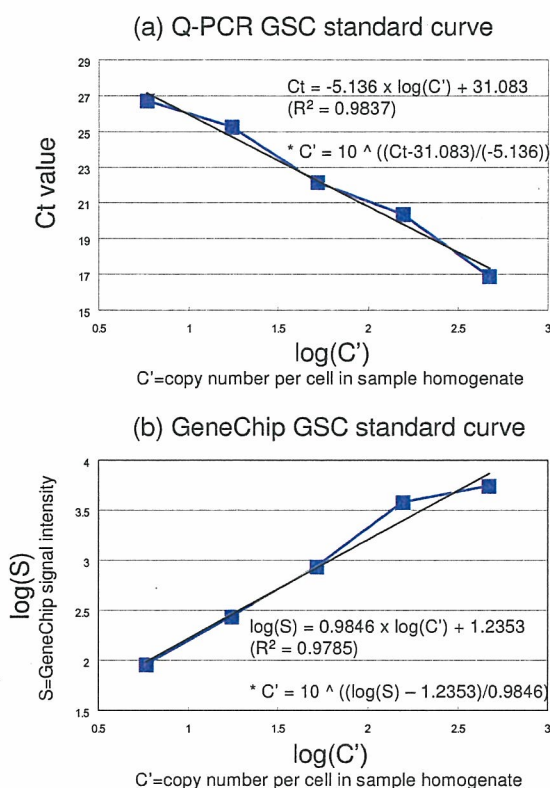 (a) Q-PCR GSC standard curve
29
27
25
23
21
19
17
15
Ct value
Ct = -5.136 x log(C') + 31.083
(R² = 0.9837)
* C' = 10 ^ ((Ct-31.083)/(-5.136))
0.5 1 1.5 2 2.5 3
log(C')
C'=copy number per cell in sample homogenate
(b) GeneChip GSC standard curve
4
3.5
3
2.5
2
1.5
log(S)
S=GeneChip signal intensity
log(S) = 0.9846 x log(C') + 1.2353
(R² = 0.9785)
* C' = 10 ^ ((log(S) – 1.2353)/0.9846)
0.5 1 1.5 2 2.5 3
log(C')
C'=copy number per cell in sample homogenate